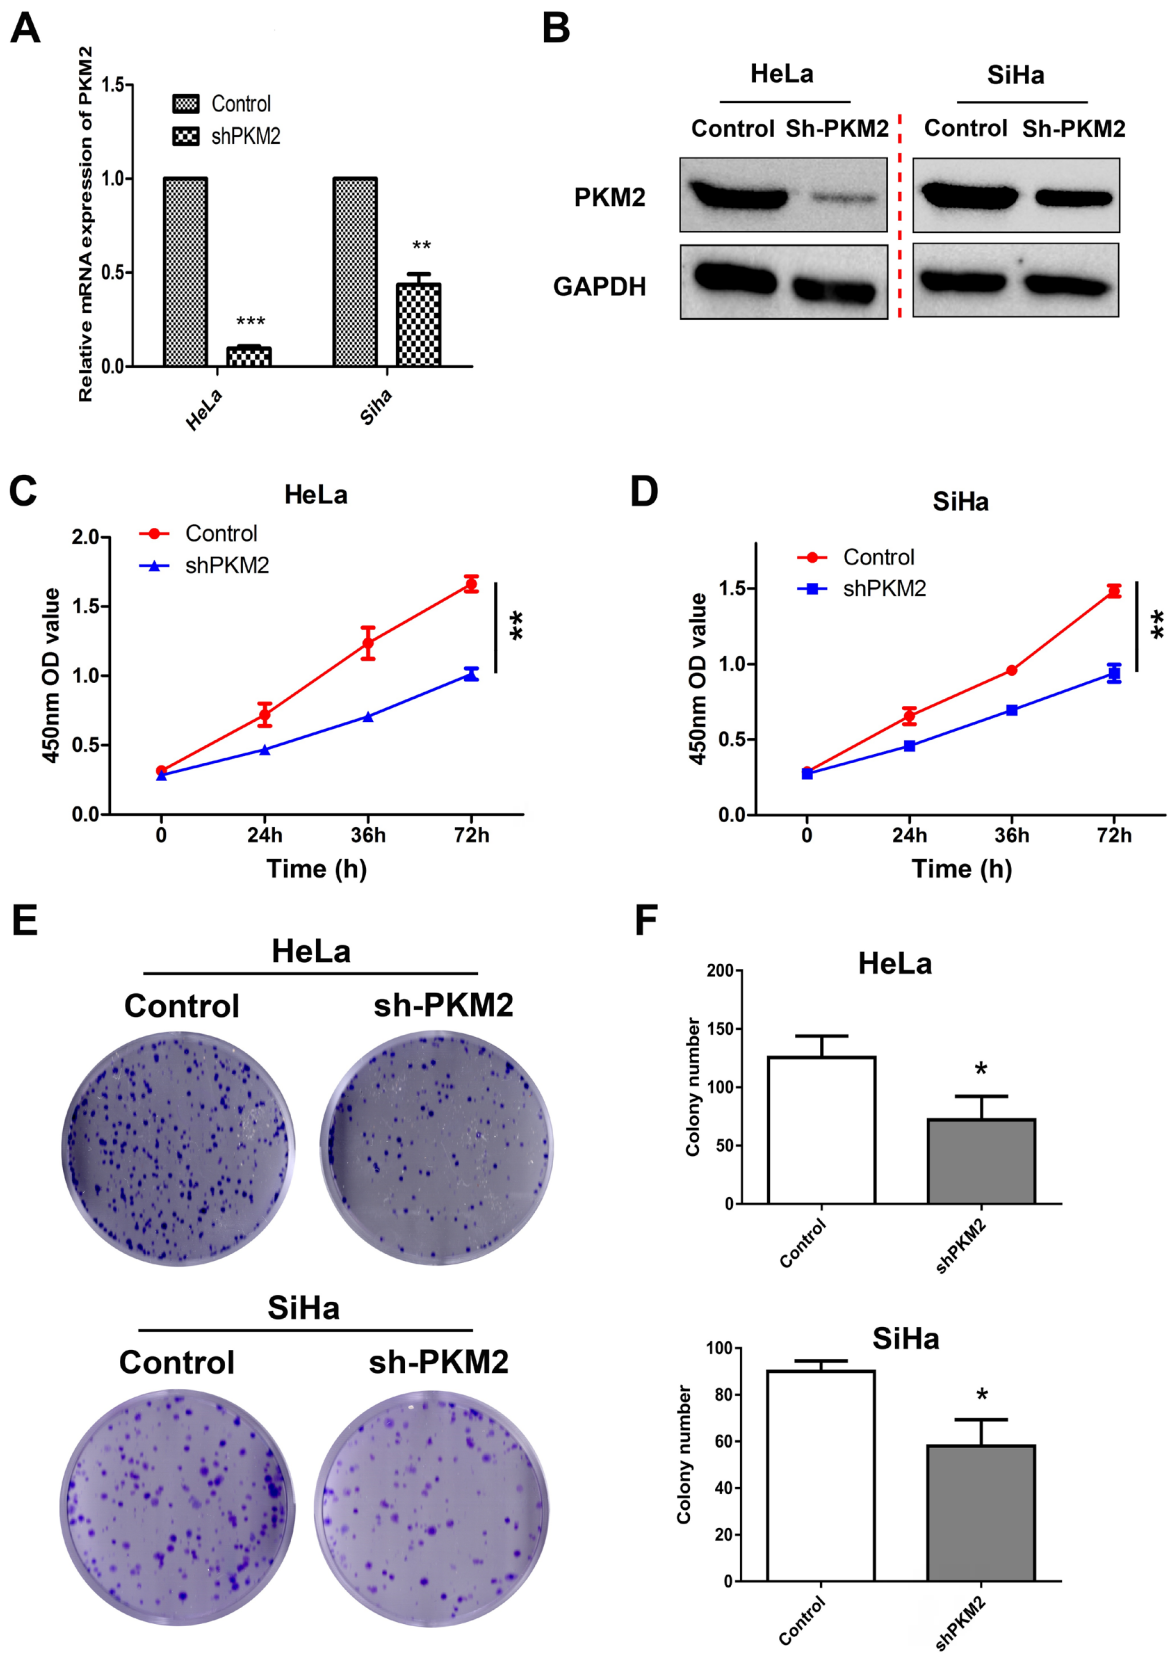 A
Relative mRNA expression of PKM2
1.5
1.0
0.5
0.0
Control
shPKM2
***
**
HeLa
Siha
B
HeLa
SiHa
Control Sh-PKM2
Control Sh-PKM2
PKM2
GAPDH
C
HeLa
Control
shPKM2
450nm OD value
2.0
1.5
1.0
0.5
0.0
**
0 24h 36h 72h
Time (h)
D
SiHa
Control
shPKM2
450nm OD value
1.5
1.0
0.5
0.0
**
0 24h 36h 72h
Time (h)
E
HeLa
Control sh-PKM2
SiHa
Control sh-PKM2
F
HeLa
Colony number
200
150
100
50
0
*
Control
shPKM2
SiHa
Colony number
100
80
60
40
20
0
*
Control
shPKM2